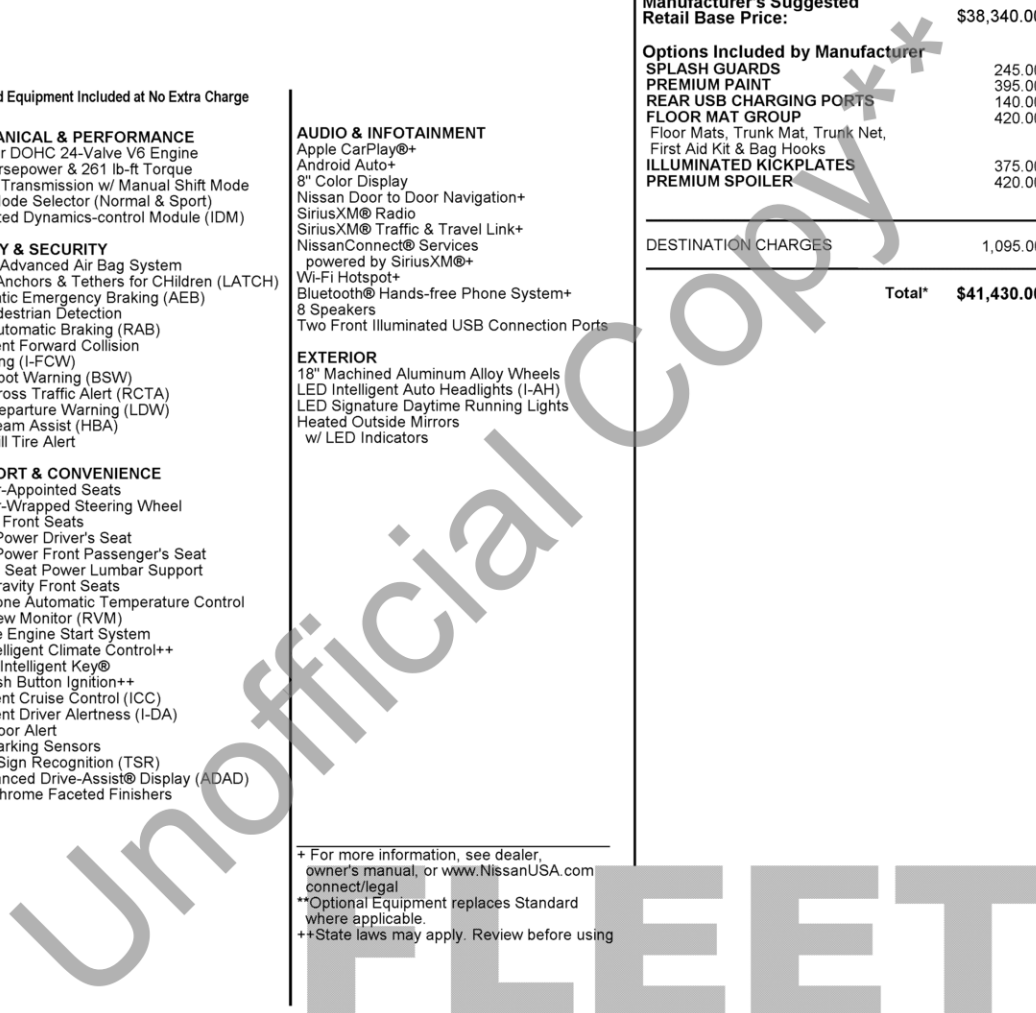 d Equipment Included at No Extra Charge
ANICAL & PERFORMANCE
r DOHC 24-Valve V6 Engine
rsepower & 261 lb-ft Torque
Transmission w/ Manual Shift Mode
ode Selector (Normal & Sport)
ted Dynamics-control Module (IDM)
Y & SECURITY
Advanced Air Bag System
Anchors & Tethers for CHildren (LATCH)
tic Emergency Braking (AEB)
destrian Detection
utomatic Braking (RAB)
ent Forward Collision
ng (I-FCW)
pot Warning (BSW)
ross Traffic Alert (RCTA)
eparture Warning (LDW)
eam Assist (HBA)
ll Tire Alert
ORT & CONVENIENCE
r-Appointed Seats
r-Wrapped Steering Wheel
Front Seats
Power Driver's Seat
Power Front Passenger's Seat
Seat Power Lumbar Support
ravity Front Seats
one Automatic Temperature Control
ew Monitor (RVM)
e Engine Start System
elligent Climate Control++
Intelligent Key®
sh Button Ignition++
ent Cruise Control (ICC)
ent Driver Alertness (I-DA)
oor Alert
arking Sensors
Sign Recognition (TSR)
anced Drive-Assist® Display (ADAD)
hrome Faceted Finishers
AUDIO & INFOTAINMENT
Apple CarPlay®+
Android Auto+
8" Color Display
Nissan Door to Door Navigation+
SiriusXM® Radio
SiriusXM® Traffic & Travel Link+
NissanConnect® Services
powered by SiriusXM®+
Wi-Fi Hotspot+
Bluetooth® Hands-free Phone System+
8 Speakers
Two Front Illuminated USB Connection Ports
EXTERIOR
18" Machined Aluminum Alloy Wheels
LED Intelligent Auto Headlights (I-AH)
LED Signature Daytime Running Lights
Heated Outside Mirrors
w/ LED Indicators
+ For more information, see dealer,
owner's manual, or www.NissanUSA.com
connect/legal
**Optional Equipment replaces Standard
where applicable.
++State laws may apply. Review before using
Manufacturer's Suggested
Retail Base Price: $38,340.00
Options Included by Manufacturer
SPLASH GUARDS 245.00
PREMIUM PAINT 395.00
REAR USB CHARGING PORTS 140.00
FLOOR MAT GROUP 420.00
Floor Mats, Trunk Mat, Trunk Net,
First Aid Kit & Bag Hooks
ILLUMINATED KICKPLATES 375.00
PREMIUM SPOILER 420.00
DESTINATION CHARGES 1,095.00
Total* $41,430.00
Unofficial Copy**
FLEET